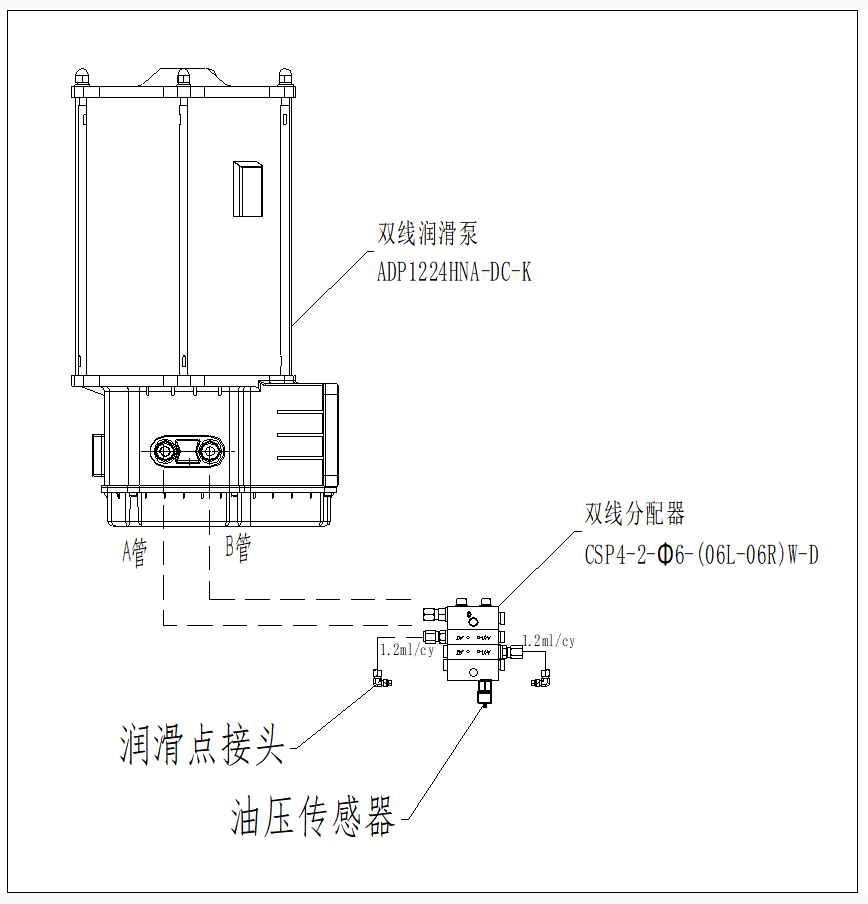 双线润滑泵
ADP1224HNA-DC-K
双线分配器
CSP4-2-Φ6-(06L-06R)W-D
A管
B管
1.2ml/cy
1.2ml/cy
润滑点接头
油压传感器